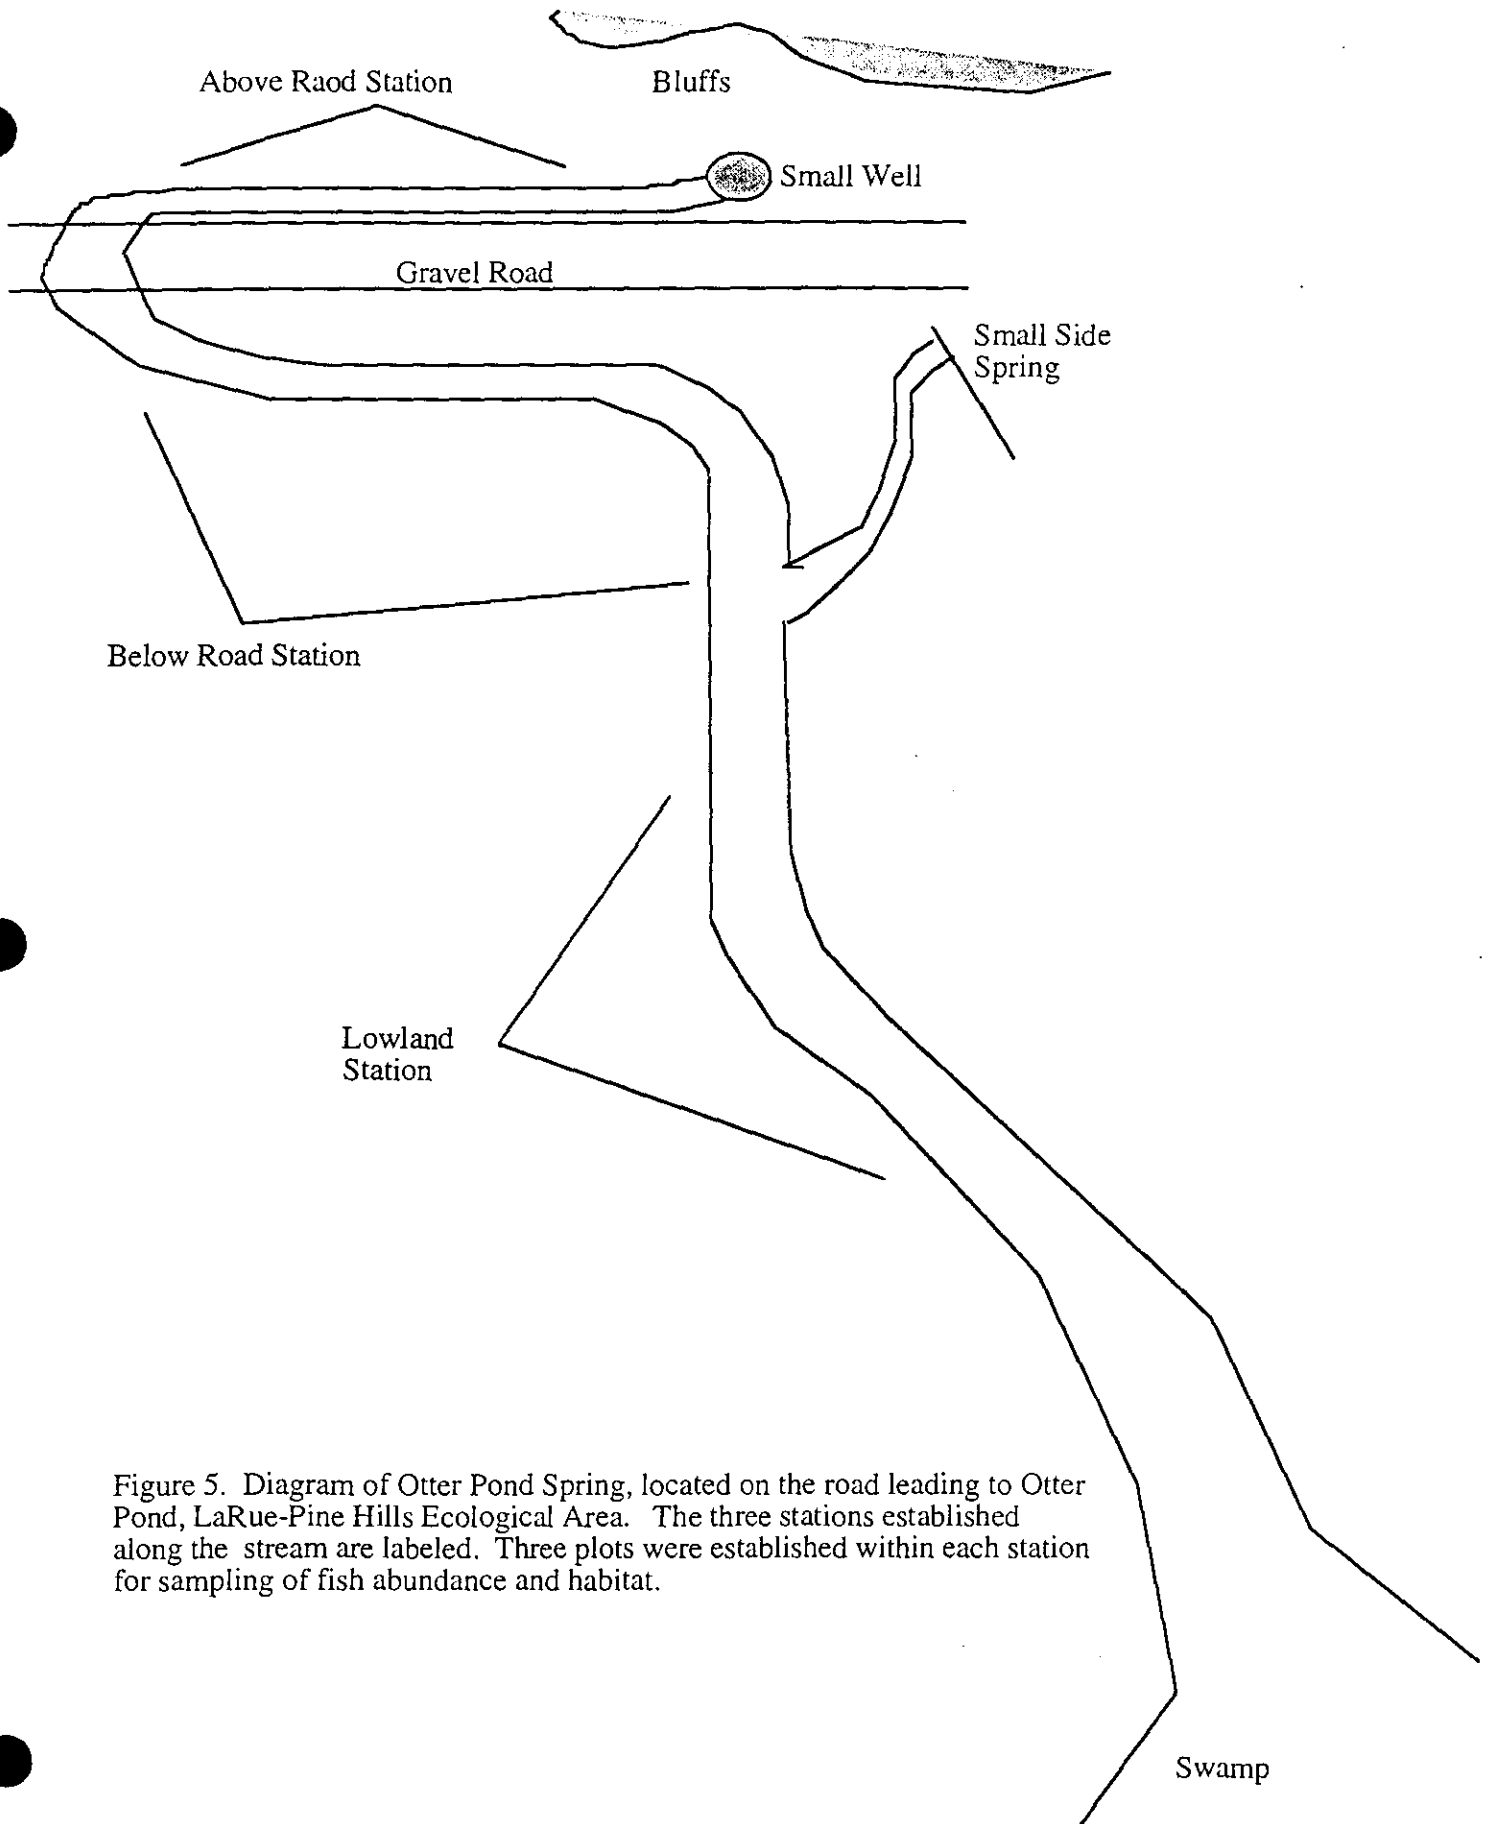 Above Raod Station
Bluffs
Small Well
Gravel Road
Small Side
Spring
Below Road Station
Lowland
Station
Figure 5. Diagram of Otter Pond Spring, located on the road leading to Otter
Pond, LaRue-Pine Hills Ecological Area. The three stations established
along the stream are labeled. Three plots were established within each station
for sampling of fish abundance and habitat.
Swamp